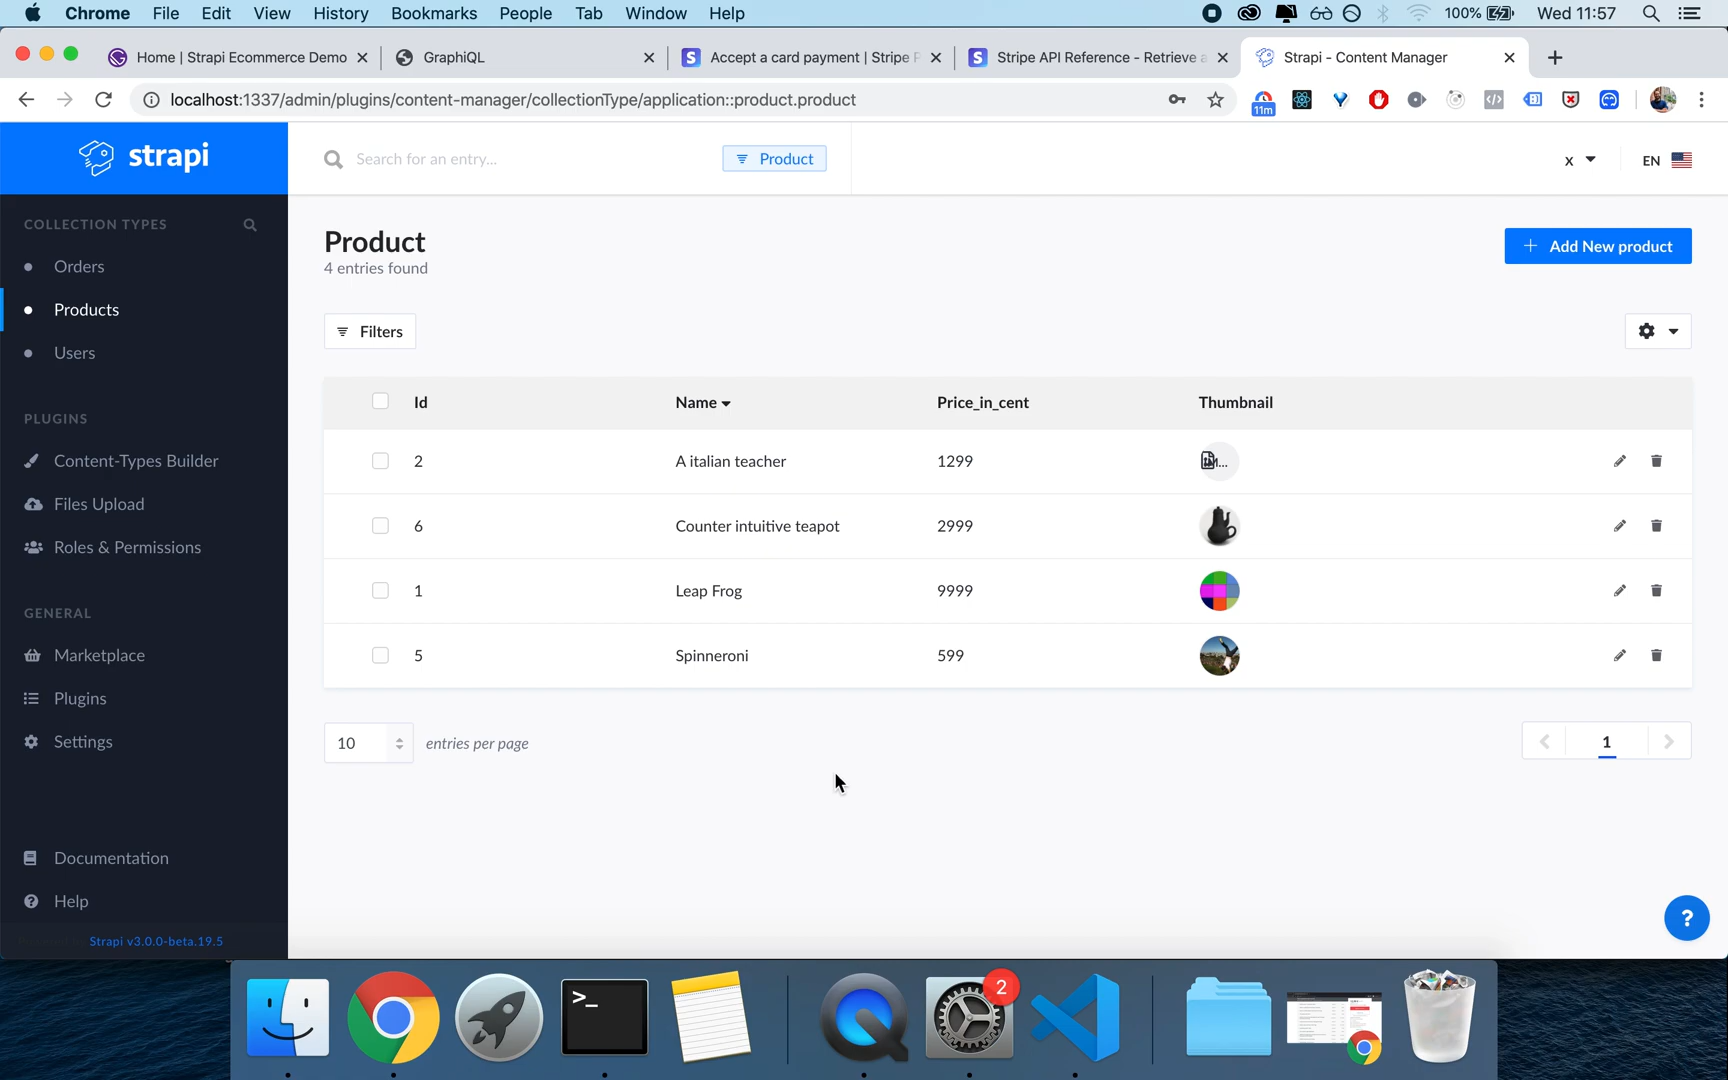 Chrome File Edit View History Bookmarks People Tab Window Help 100% Wed 11:57
Home | Strapi Ecommerce Demo GraphiQL Accept a card payment | Stripe Stripe API Reference - Retrieve Strapi - Content Manager
localhost:1337/admin/plugins/content-manager/collectionType/application::product.product 11m
strapi Search for an entry... Product x EN
COLLECTION TYPES
Orders
Products
Users
PLUGINS
Content-Types Builder
Files Upload
Roles & Permissions
GENERAL
Marketplace
Plugins
Settings
Documentation
Help
Strapi v3.0.0-beta.19.5
Product
4 entries found
Add New product
Filters
Id Name Price_in_cent Thumbnail
2 A italian teacher 1299
6 Counter intuitive teapot 2999
1 Leap Frog 9999
5 Spinneroni 599
10 entries per page 1
?
>_ 2